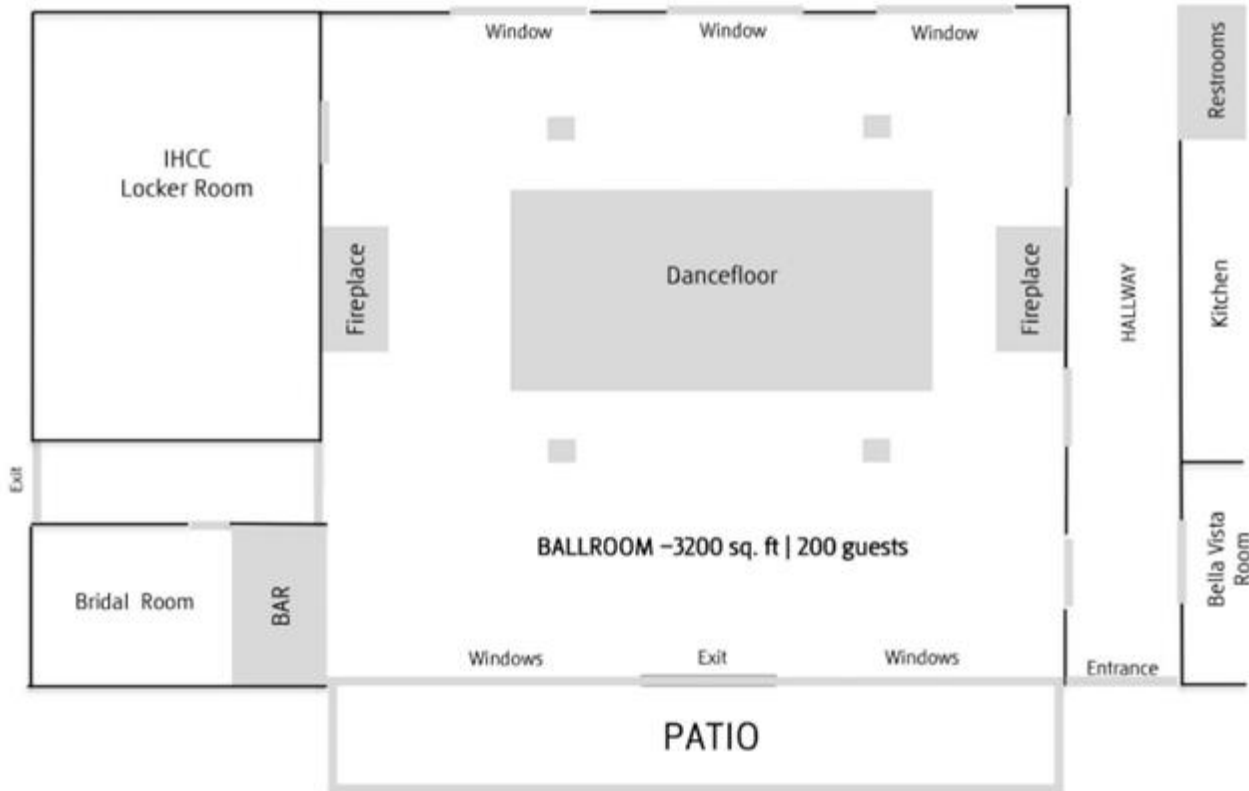 Window
Window
Window
Restrooms
IHCC
Locker Room
Fireplace
Dancefloor
Fireplace
HALLWAY
Kitchen
Exit
BALLROOM –3200 sq. ft | 200 guests
Bridal Room
BAR
Bella Vista
Room
Windows
Exit
Windows
Entrance
PATIO